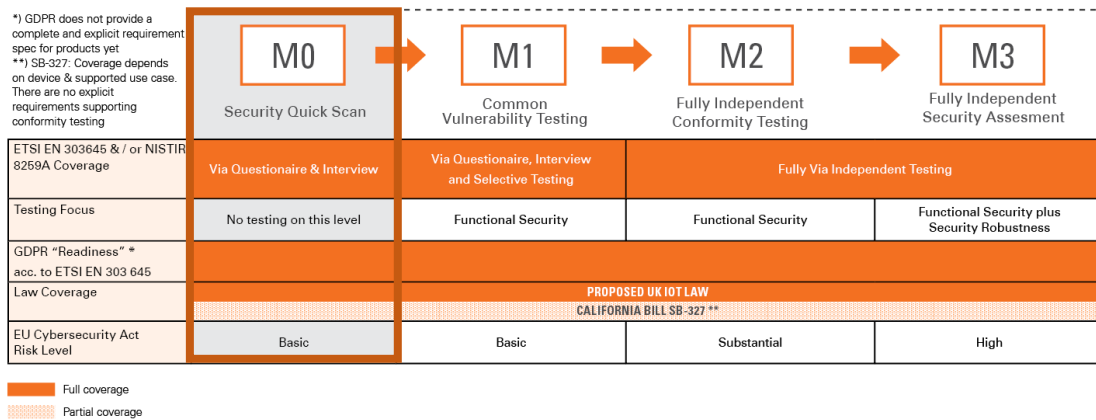 *) GDPR does not provide a
complete and explicit requirement
spec for products yet
**) SB-327: Coverage depends
on device & supported use case.
There are no explicit
requirements supporting
conformity testing
M0
Security Quick Scan
M1
Common
Vulnerability Testing
M2
Fully Independent
Conformity Testing
M3
Fully Independent
Security Assesment
ETSI EN 303645 & / or NISTIR
8259A Coverage
Via Questionaire & Interview
Via Questionaire, Interview
and Selective Testing
Fully Via Independent Testing
Testing Focus
No testing on this level
Functional Security
Functional Security
Functional Security plus
Security Robustness
GDPR “Readiness” *
acc. to ETSI EN 303 645
Law Coverage
PROPOSED UK IOT LAW
CALIFORNIA BILL SB-327 **
EU Cybersecurity Act
Risk Level
Basic
Basic
Substantial
High
Full coverage
Partial coverage